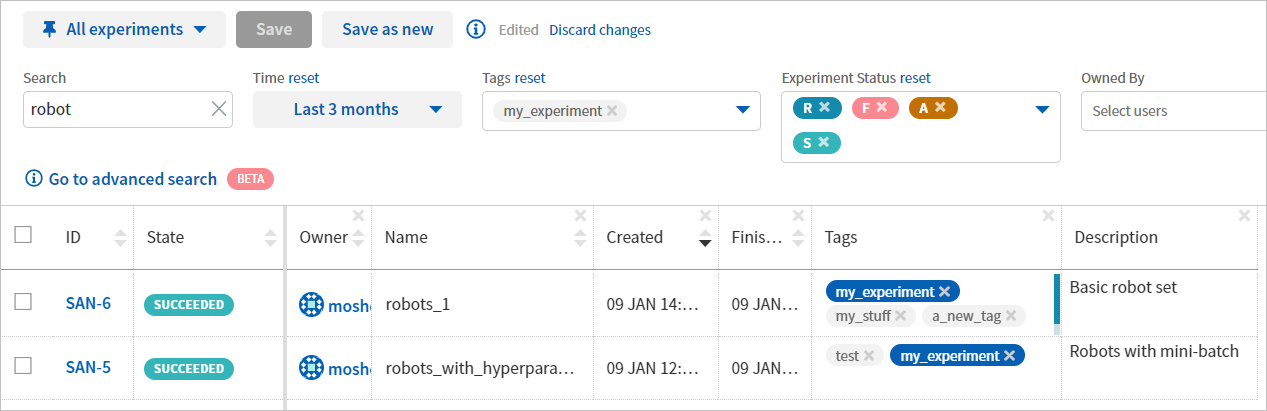 All experiments Save Save as new Edited Discard changes
Search Time reset Tags reset Experiment Status reset Owned By
robot Last 3 months my_experiment R F A Select users
S
Go to advanced search BETA
ID State Owner Name Created Finis... Tags Description
SAN-6 SUCCEEDED moshe robots_1 09 JAN 14:... 09 JAN... my_experiment Basic robot set
my_stuff a_new_tag
SAN-5 SUCCEEDED moshe robots_with_hyperpara... 09 JAN 12:... 09 JAN... test my_experiment Robots with mini-batch